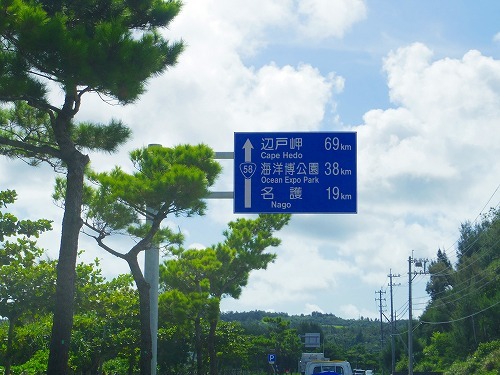 辺戸岬 69km
Cape Hedo
58
海洋博公園 38km
Ocean Expo Park
名護 19km
Nago
P